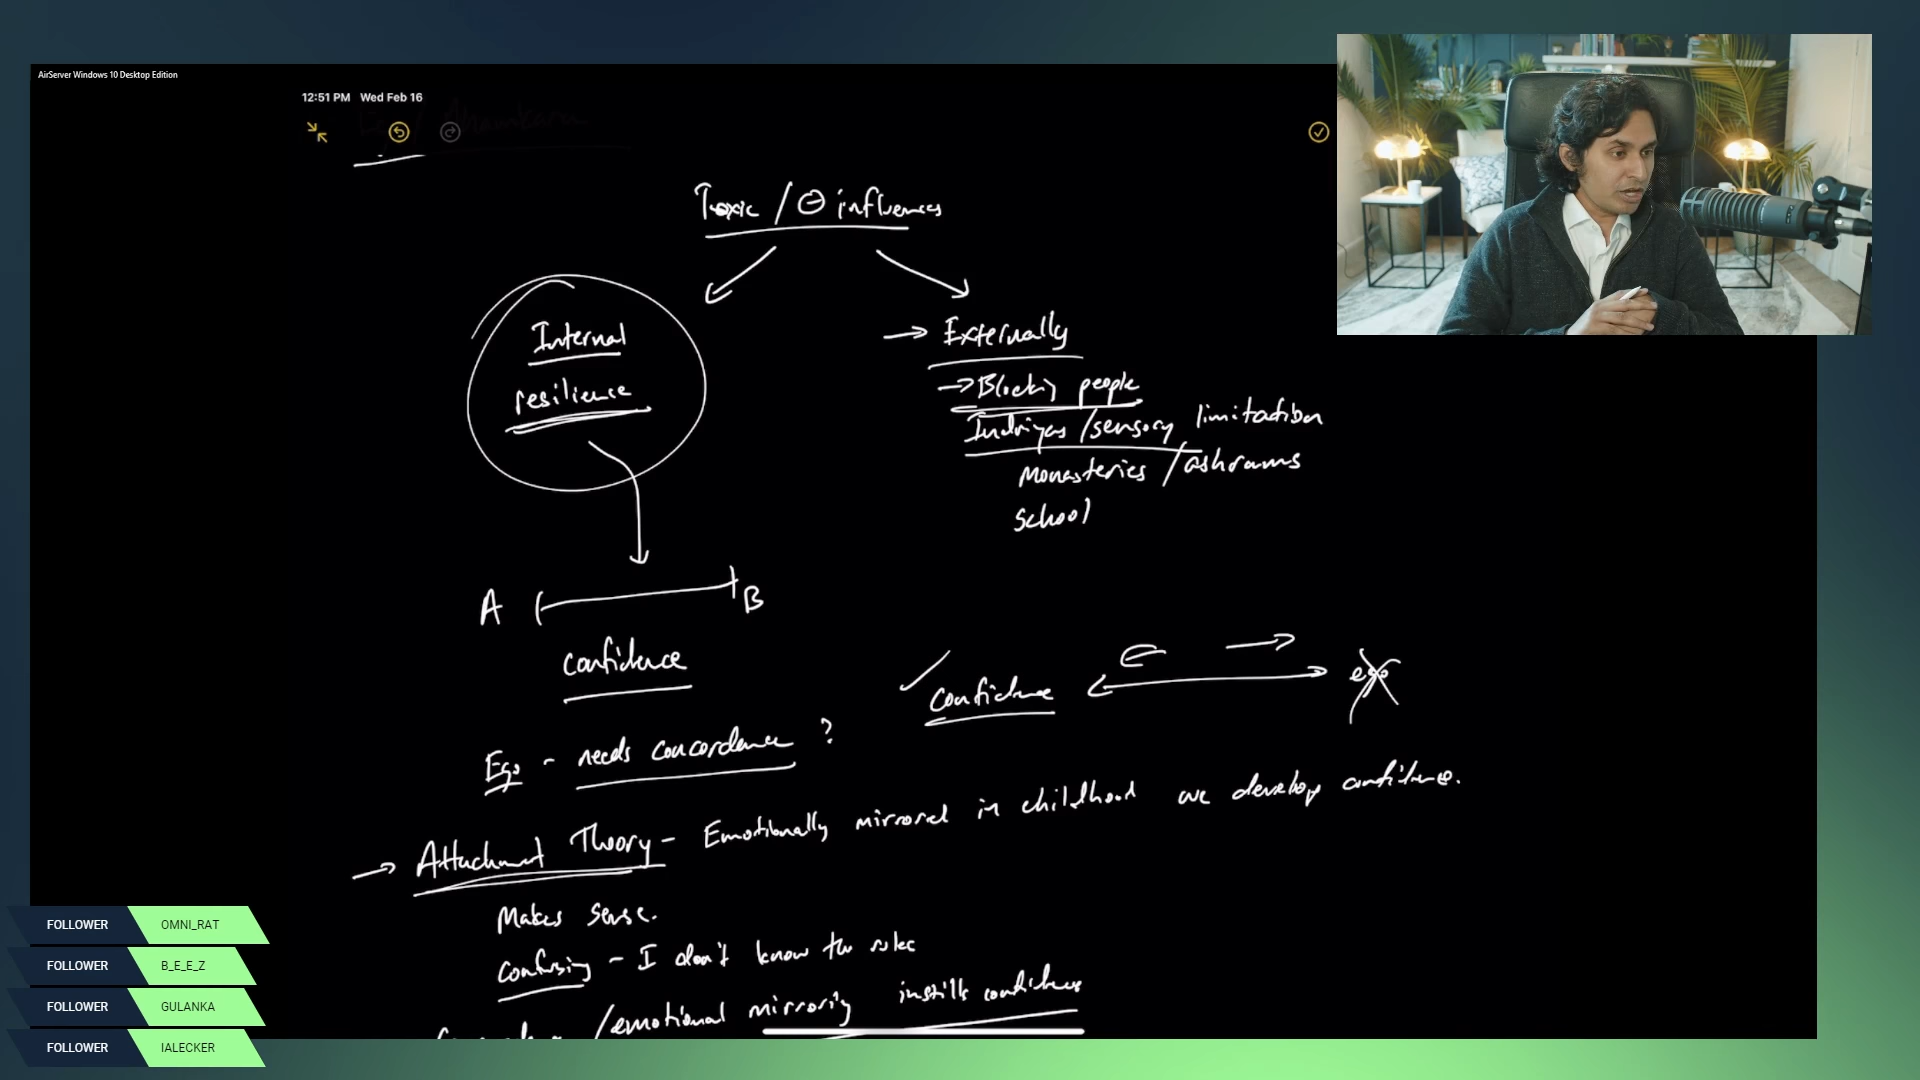 AirServer Windows 10 Desktop Edition
12:51 PM Wed Feb 16
Toxic / ⊖ influences
Internal
resilience
→ Externally
→ Blocking people
Indriyas / sensory limitation
Monasteries / ashrams
School
A B
confidence
✓ Confidence ego
Ego - needs concordance ?
→ Attachment Theory - Emotionally mirrored in childhood we develop confidence.
Makes sense.
Confusing - I don't know the rules
/emotional mirroring instills confidence
FOLLOWER OMNI_RAT
FOLLOWER B_E_E_Z
FOLLOWER GULANKA
FOLLOWER IALECKER